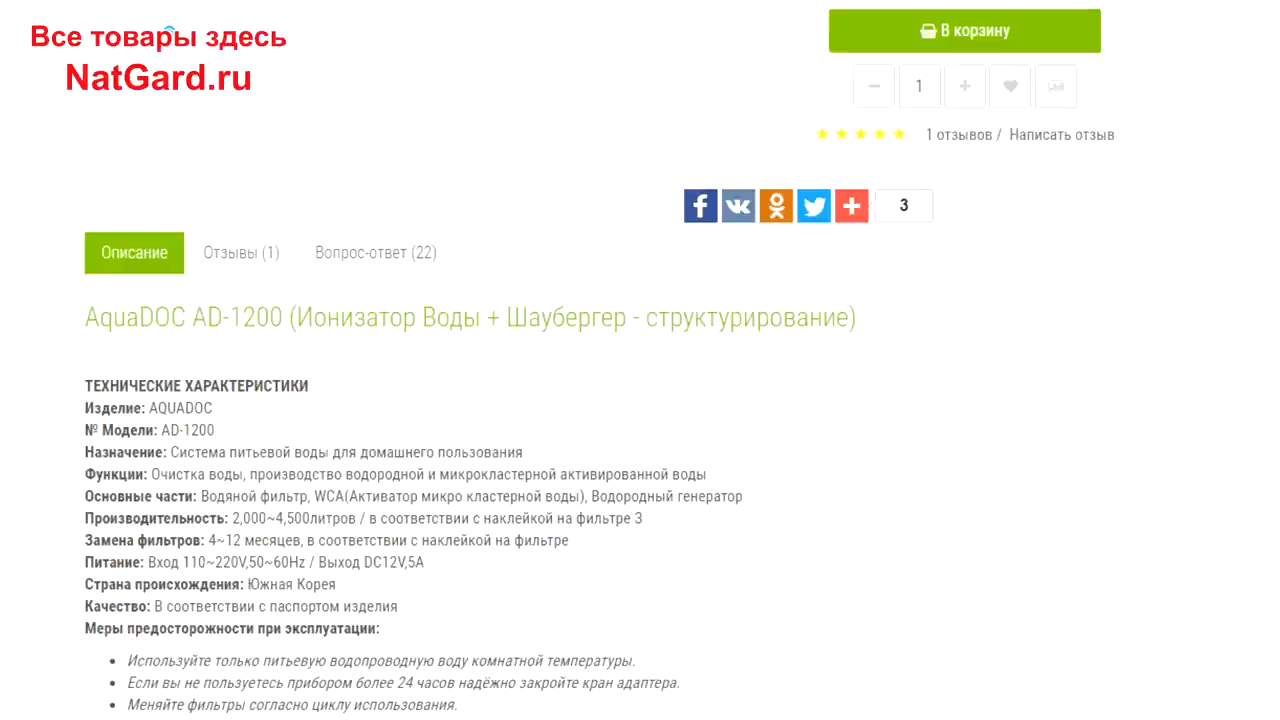 Все товары здесь
NatGard.ru
В корзину
1
1 отзывов / Написать отзыв
3
Описание Отзывы (1) Вопрос-ответ (22)
AquaDOC AD-1200 (Ионизатор Воды + Шаубергер - структурирование)
ТЕХНИЧЕСКИЕ ХАРАКТЕРИСТИКИ
Изделие: AQUADOC
№ Модели: AD-1200
Назначение: Система питьевой воды для домашнего пользования
Функции: Очистка воды, производство водородной и микрокластерной активированной воды
Основные части: Водяной фильтр, WCA(Активатор микро кластерной воды), Водородный генератор
Производительность: 2,000~4,500литров / в соответствии с наклейкой на фильтре 3
Замена фильтров: 4~12 месяцев, в соответствии с наклейкой на фильтре
Питание: Вход 110~220V,50~60Hz / Выход DC12V,5A
Страна происхождения: Южная Корея
Качество: В соответствии с паспортом изделия
Меры предосторожности при эксплуатации:
Используйте только питьевую водопроводную воду комнатной температуры.
Если вы не пользуетесь прибором более 24 часов надёжно закройте кран адаптера.
Меняйте фильтры согласно циклу использования.